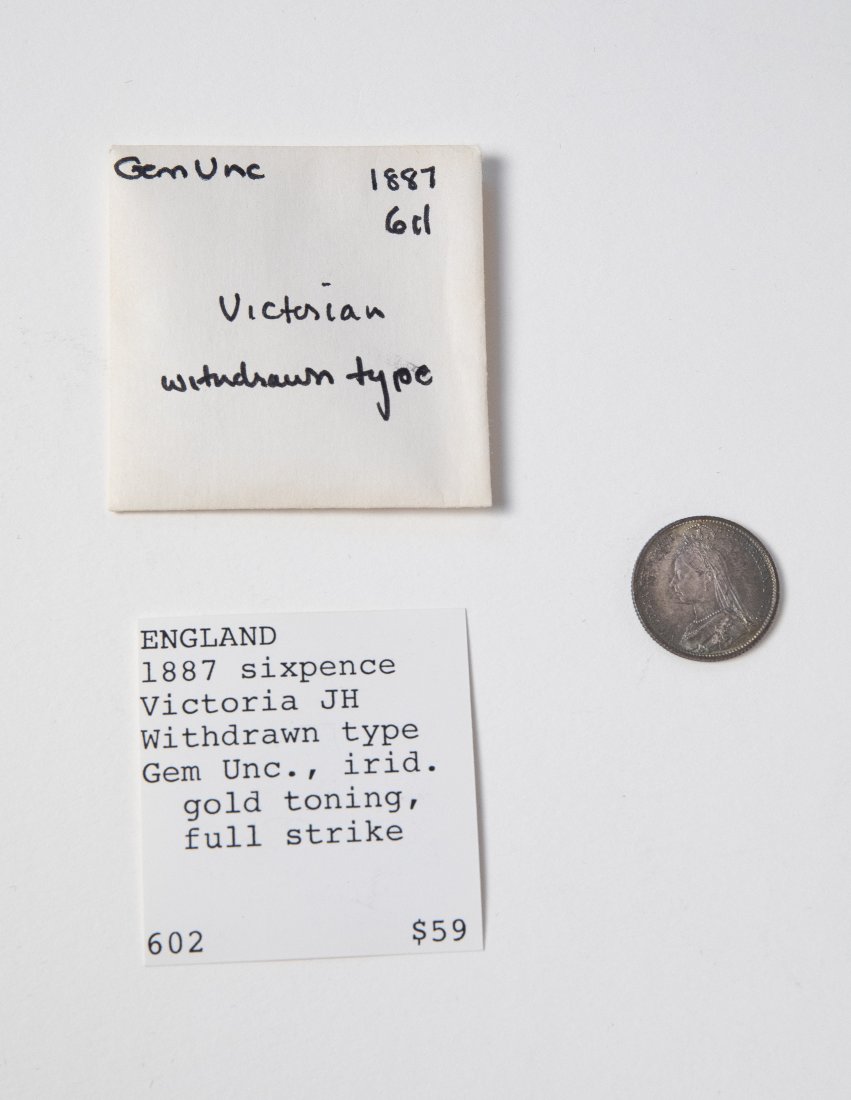 Gem Unc 1887
6d
Victorian
withdrawn type
ENGLAND
1887 sixpence
Victoria JH
Withdrawn type
Gem Unc., irid.
gold toning,
full strike
602 $59